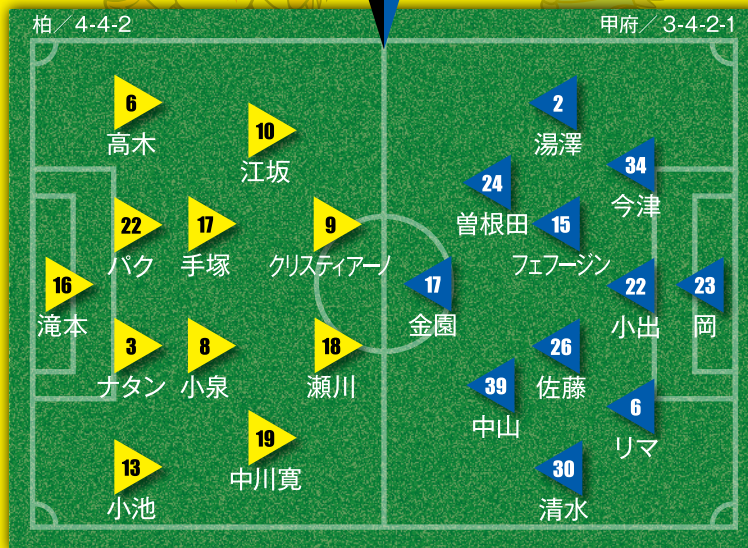 柏／4-4-2
甲府／3-4-2-1
6
高木
10
江坂
22
パク
17
手塚
9
クリスティアーノ
16
滝本
3
ナタン
8
小泉
18
瀬川
19
中川寛
13
小池
2
湯澤
34
今津
24
曽根田
15
フェフージン
17
金園
22
小出
23
岡
26
佐藤
39
中山
6
リマ
30
清水